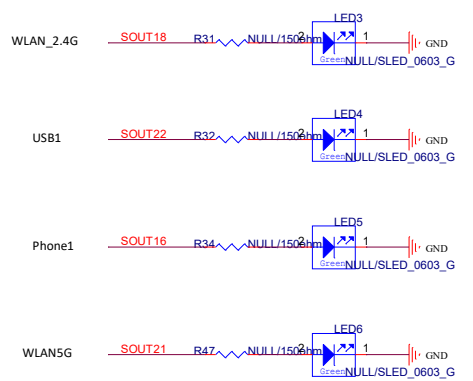 LED3
WLAN_2.4G SOUT18 R31 NULL/150ohm 2 1 GND
Green NULL/SLED_0603_G
LED4
USB1 SOUT22 R32 NULL/150ohm 2 1 GND
Green NULL/SLED_0603_G
LED5
Phone1 SOUT16 R34 NULL/150ohm 2 1 GND
Green NULL/SLED_0603_G
LED6
WLAN5G SOUT21 R47 NULL/150ohm 2 1 GND
Green NULL/SLED_0603_G